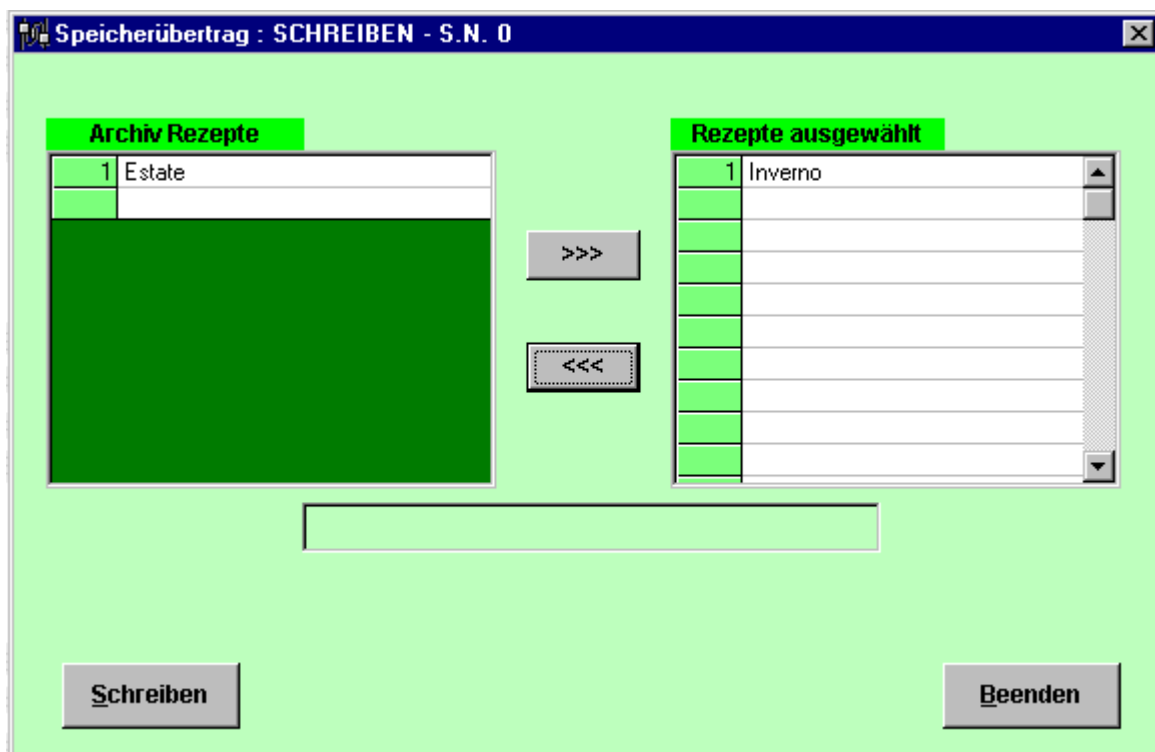 Speicherübertrag : SCHREIBEN - S.N. 0
Archiv Rezepte
Rezepte ausgewählt
1 Estate
1 Inverno
>>>
<<<
Schreiben
Beenden